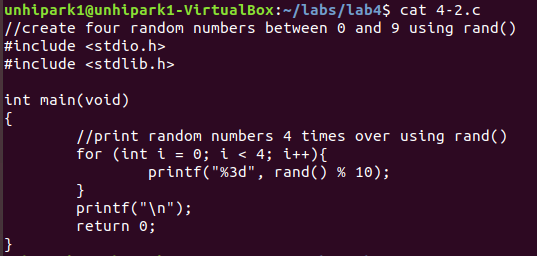 unhipark1@unhipark1-VirtualBox:~/labs/lab4$ cat 4-2.c
//create four random numbers between 0 and 9 using rand()
#include <stdio.h>
#include <stdlib.h>

int main(void)
{
        //print random numbers 4 times over using rand()
        for (int i = 0; i < 4; i++){
                printf("%3d", rand() % 10);
        }
        printf("\n");
        return 0;
}